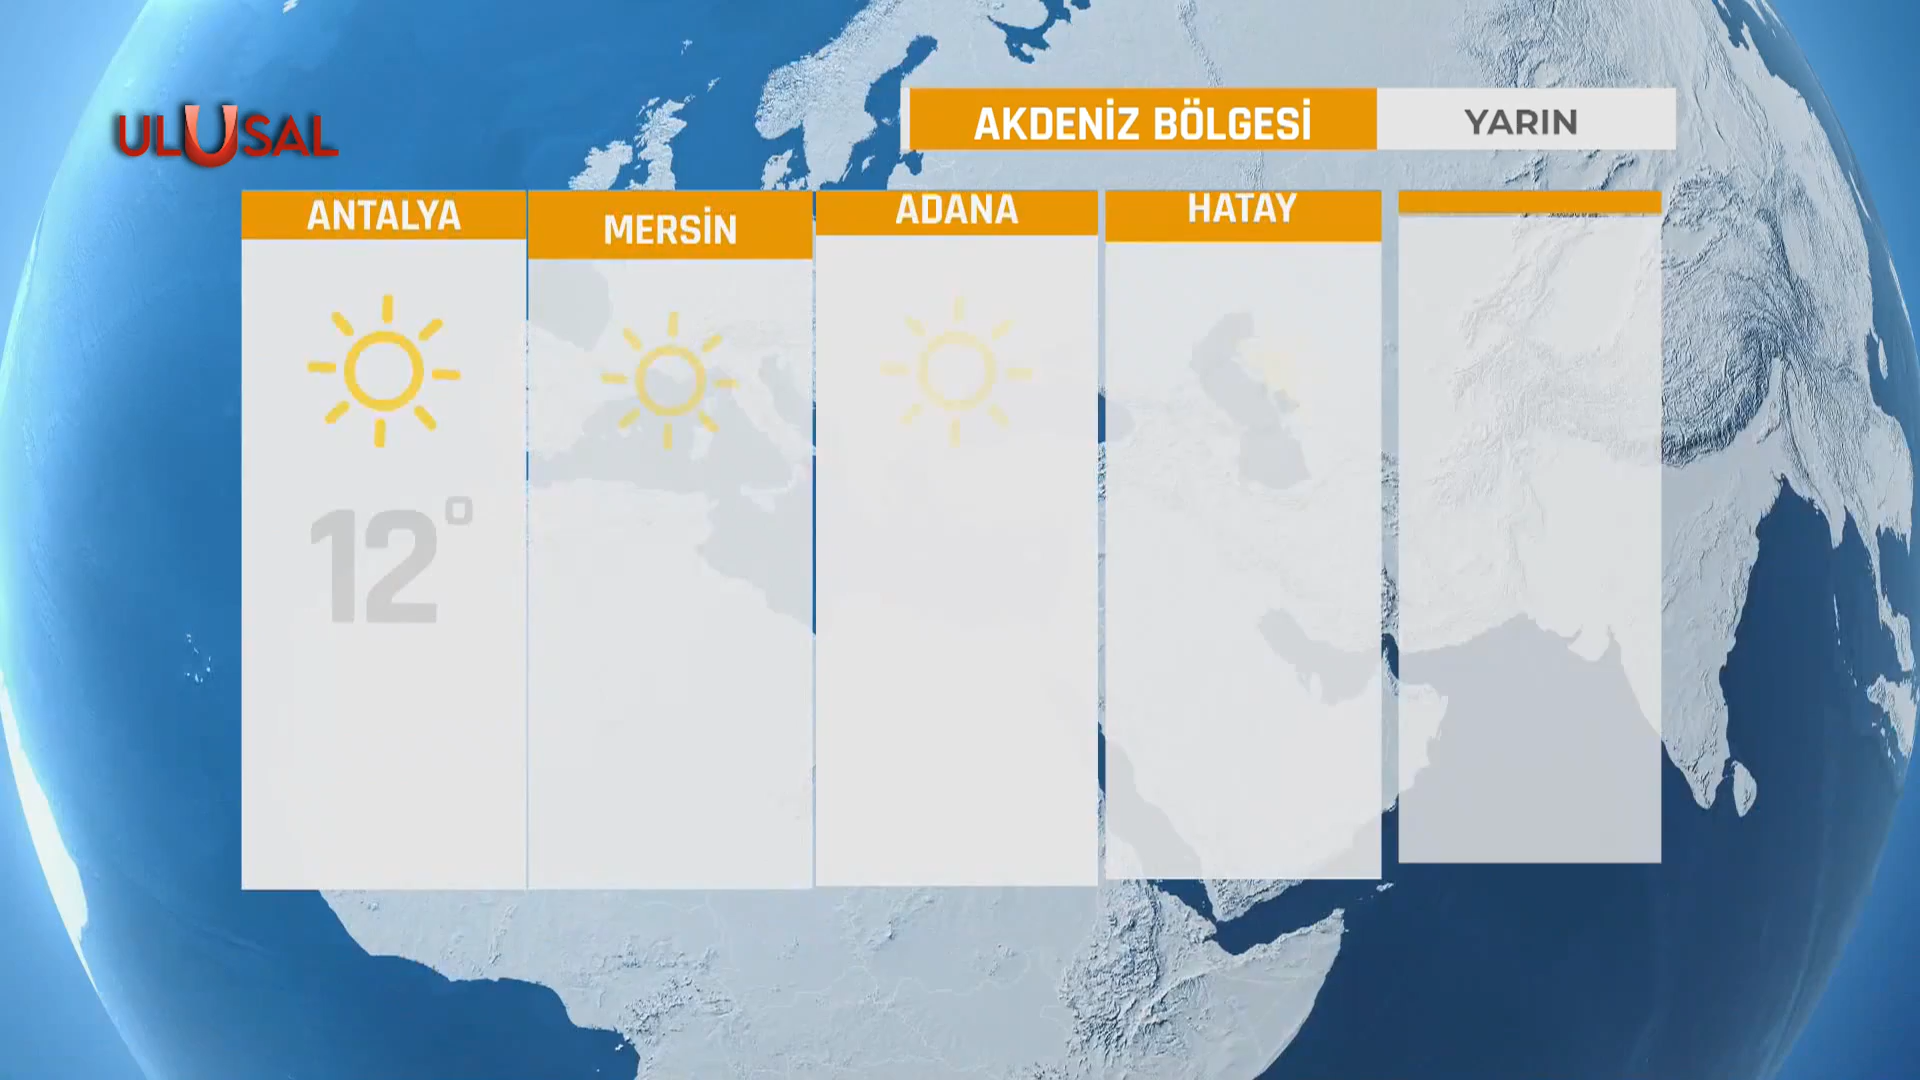 ULUSAL
AKDENİZ BÖLGESİ
YARIN
ANTALYA
MERSİN
ADANA
HATAY
12°